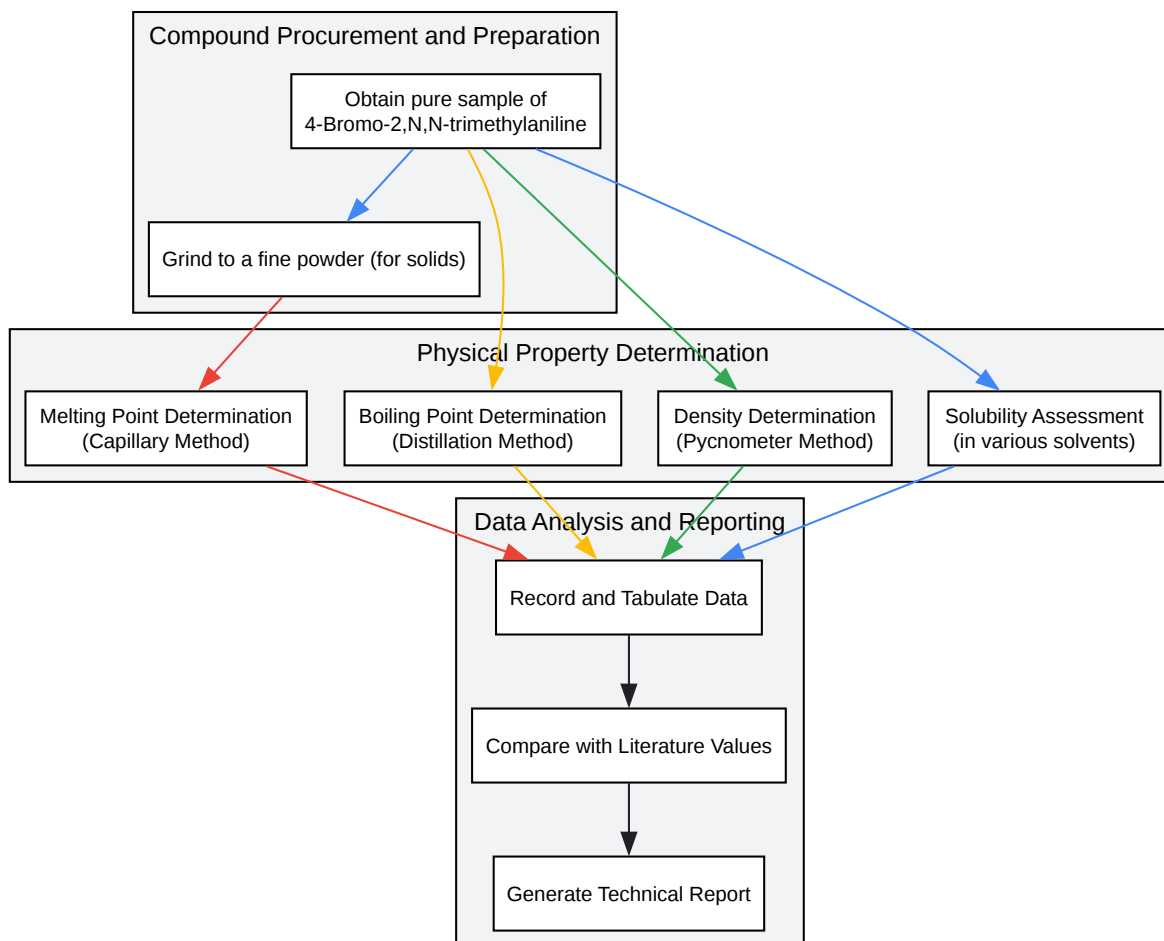 Compound Procurement and Preparation
Obtain pure sample of
4-Bromo-2,N,N-trimethylaniline
Grind to a fine powder (for solids)
Physical Property Determination
Melting Point Determination
(Capillary Method)
Boiling Point Determination
(Distillation Method)
Density Determination
(Pycnometer Method)
Solubility Assessment
(in various solvents)
Data Analysis and Reporting
Record and Tabulate Data
Compare with Literature Values
Generate Technical Report